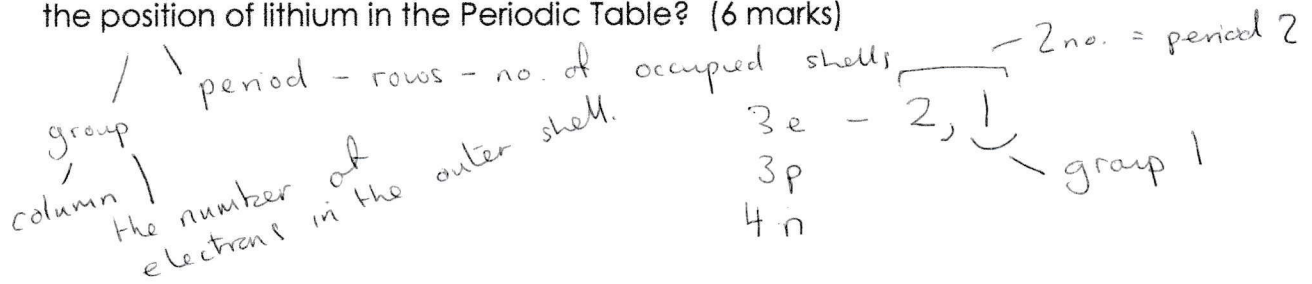 the position of lithium in the Periodic Table? (6 marks)
period - rows - no. of occupied shells
2 no. = period 2
group
column
the number of
electrons in the outer shell.
3e - 2, 1
3p
4n
group 1